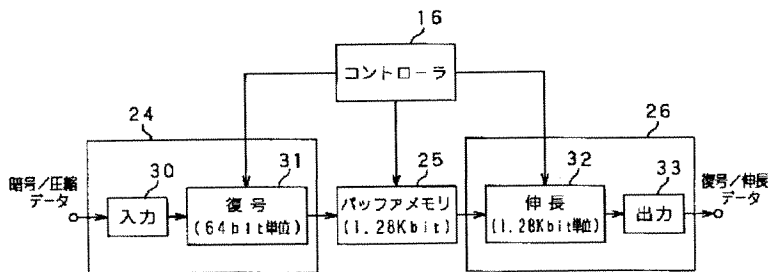 16
コントローラ
24
26
暗号/圧縮
データ
30
入力
31
復号
(64bit単位)
25
バッファメモリ
(1.28Kbit)
32
伸長
(1.28Kbit単位)
33
出力
復号/伸長
データ